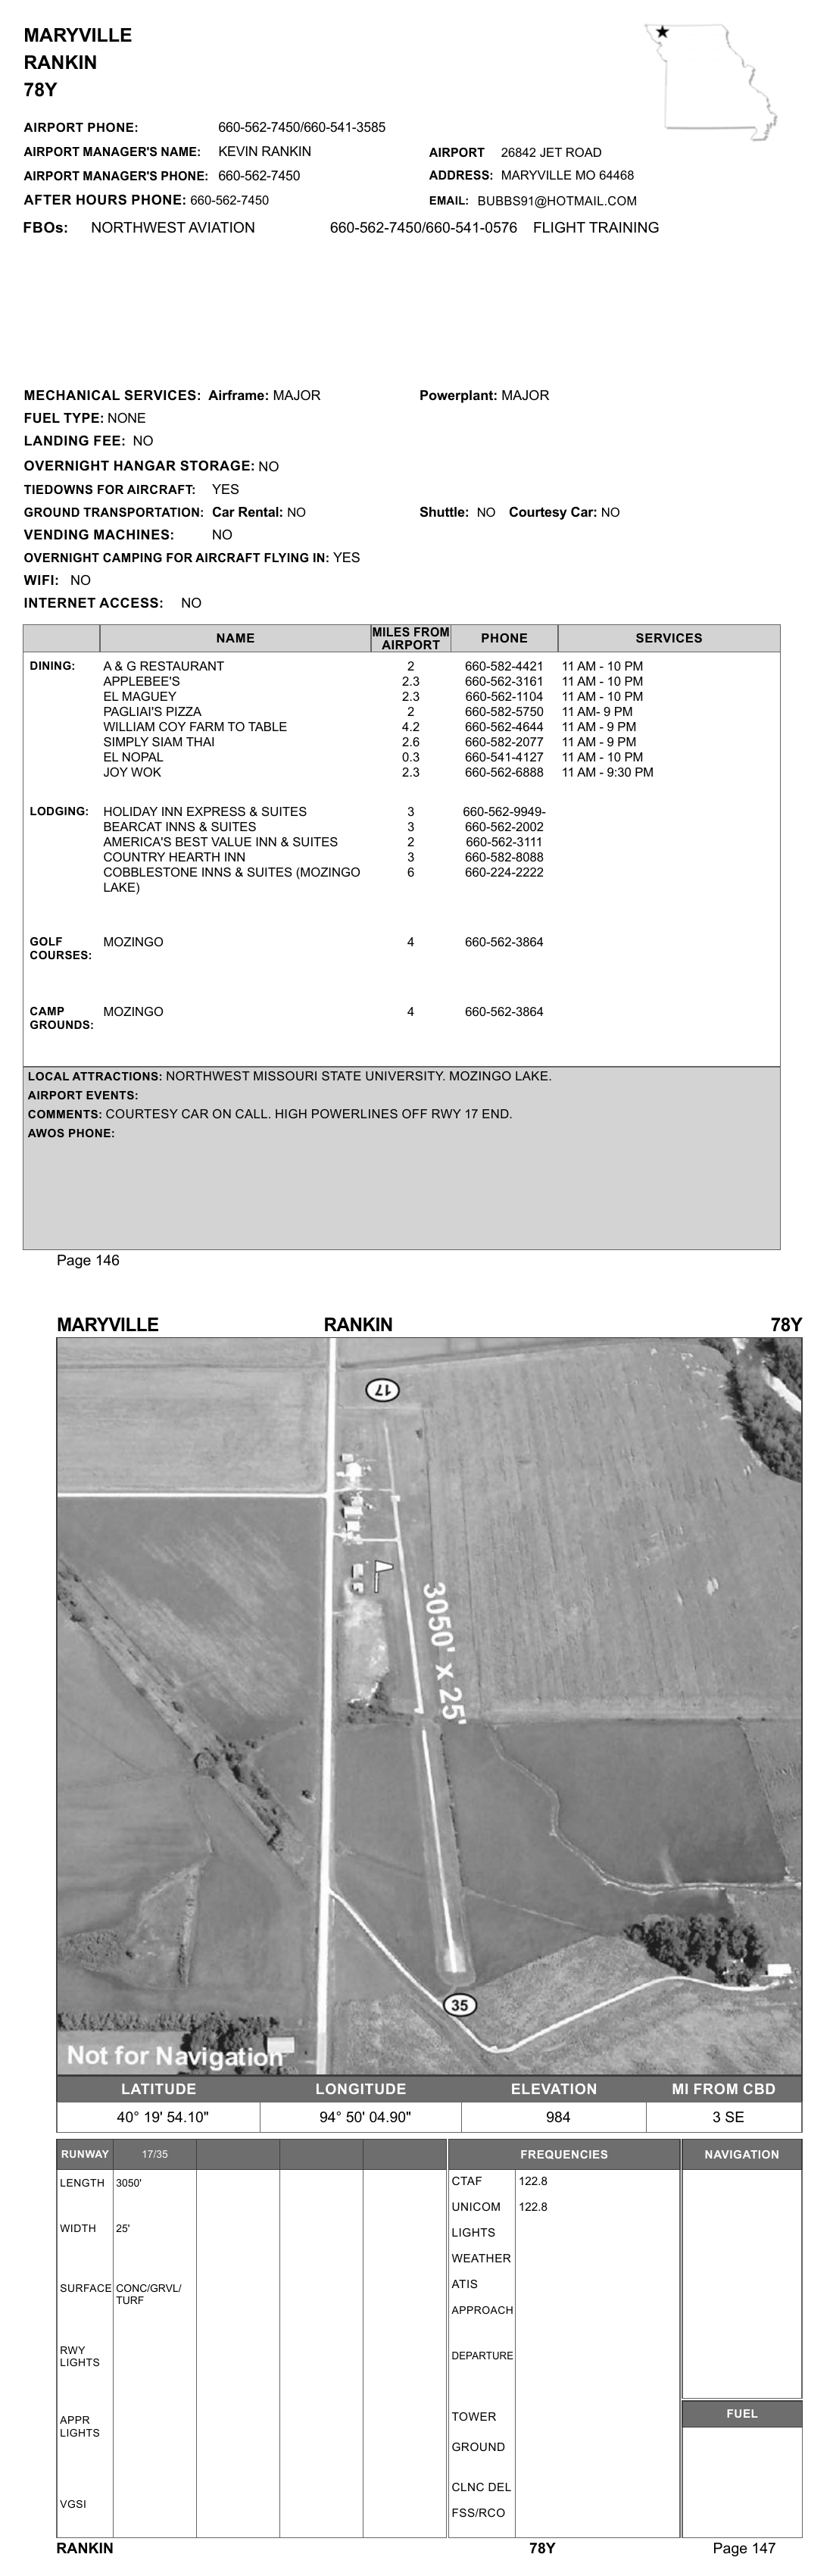 MARYVILLE
RANKIN
78Y
AIRPORT PHONE: 660-562-7450/660-541-3585
AIRPORT MANAGER'S NAME: KEVIN RANKIN AIRPORT 26842 JET ROAD
AIRPORT MANAGER'S PHONE: 660-562-7450 ADDRESS: MARYVILLE MO 64468
AFTER HOURS PHONE: 660-562-7450 EMAIL: BUBBS91@HOTMAIL.COM
FBOs: NORTHWEST AVIATION 660-562-7450/660-541-0576 FLIGHT TRAINING
MECHANICAL SERVICES: Airframe: MAJOR Powerplant: MAJOR
FUEL TYPE: NONE
LANDING FEE: NO
OVERNIGHT HANGAR STORAGE: NO
TIEDOWNS FOR AIRCRAFT: YES
GROUND TRANSPORTATION: Car Rental: NO Shuttle: NO Courtesy Car: NO
VENDING MACHINES: NO
OVERNIGHT CAMPING FOR AIRCRAFT FLYING IN: YES
WIFI: NO
INTERNET ACCESS: NO
NAME MILES FROM AIRPORT PHONE SERVICES
DINING: A & G RESTAURANT 2 660-582-4421 11 AM - 10 PM
APPLEBEE'S 2.3 660-562-3161 11 AM - 10 PM
EL MAGUEY 2.3 660-562-1104 11 AM - 10 PM
PAGLIAI'S PIZZA 2 660-582-5750 11 AM- 9 PM
WILLIAM COY FARM TO TABLE 4.2 660-562-4644 11 AM - 9 PM
SIMPLY SIAM THAI 2.6 660-582-2077 11 AM - 9 PM
EL NOPAL 0.3 660-541-4127 11 AM - 10 PM
JOY WOK 2.3 660-562-6888 11 AM - 9:30 PM
LODGING: HOLIDAY INN EXPRESS & SUITES 3 660-562-9949-
BEARCAT INNS & SUITES 3 660-562-2002
AMERICA'S BEST VALUE INN & SUITES 2 660-562-3111
COUNTRY HEARTH INN 3 660-582-8088
COBBLESTONE INNS & SUITES (MOZINGO 6 660-224-2222
LAKE)
GOLF MOZINGO 4 660-562-3864
COURSES:
CAMP MOZINGO 4 660-562-3864
GROUNDS:
LOCAL ATTRACTIONS: NORTHWEST MISSOURI STATE UNIVERSITY. MOZINGO LAKE.
AIRPORT EVENTS:
COMMENTS: COURTESY CAR ON CALL. HIGH POWERLINES OFF RWY 17 END.
AWOS PHONE:
Page 146
MARYVILLE RANKIN 78Y
17
3050' x 25'
35
Not for Navigation
LATITUDE LONGITUDE ELEVATION MI FROM CBD
40° 19' 54.10" 94° 50' 04.90" 984 3 SE
RUNWAY 17/35 FREQUENCIES NAVIGATION
LENGTH 3050' CTAF 122.8
UNICOM 122.8
WIDTH 25'
LIGHTS
WEATHER
ATIS
SURFACE CONC/GRVL/
TURF
APPROACH
RWY
LIGHTS
DEPARTURE
FUEL
APPR
LIGHTS
TOWER
GROUND
CLNC DEL
VGSI
FSS/RCO
RANKIN 78Y Page 147